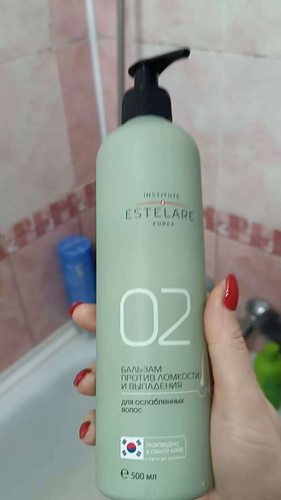 INSTITUTE
ESTELARE
KOREA
02
БАЛЬЗАМ
ПРОТИВ ЛОМКОСТИ
И ВЫПАДЕНИЯ
для ослабленных
волос
ПРОИЗВЕДЕНО
В ЮЖНОЙ КОРЕЕ
℮ 500 мл